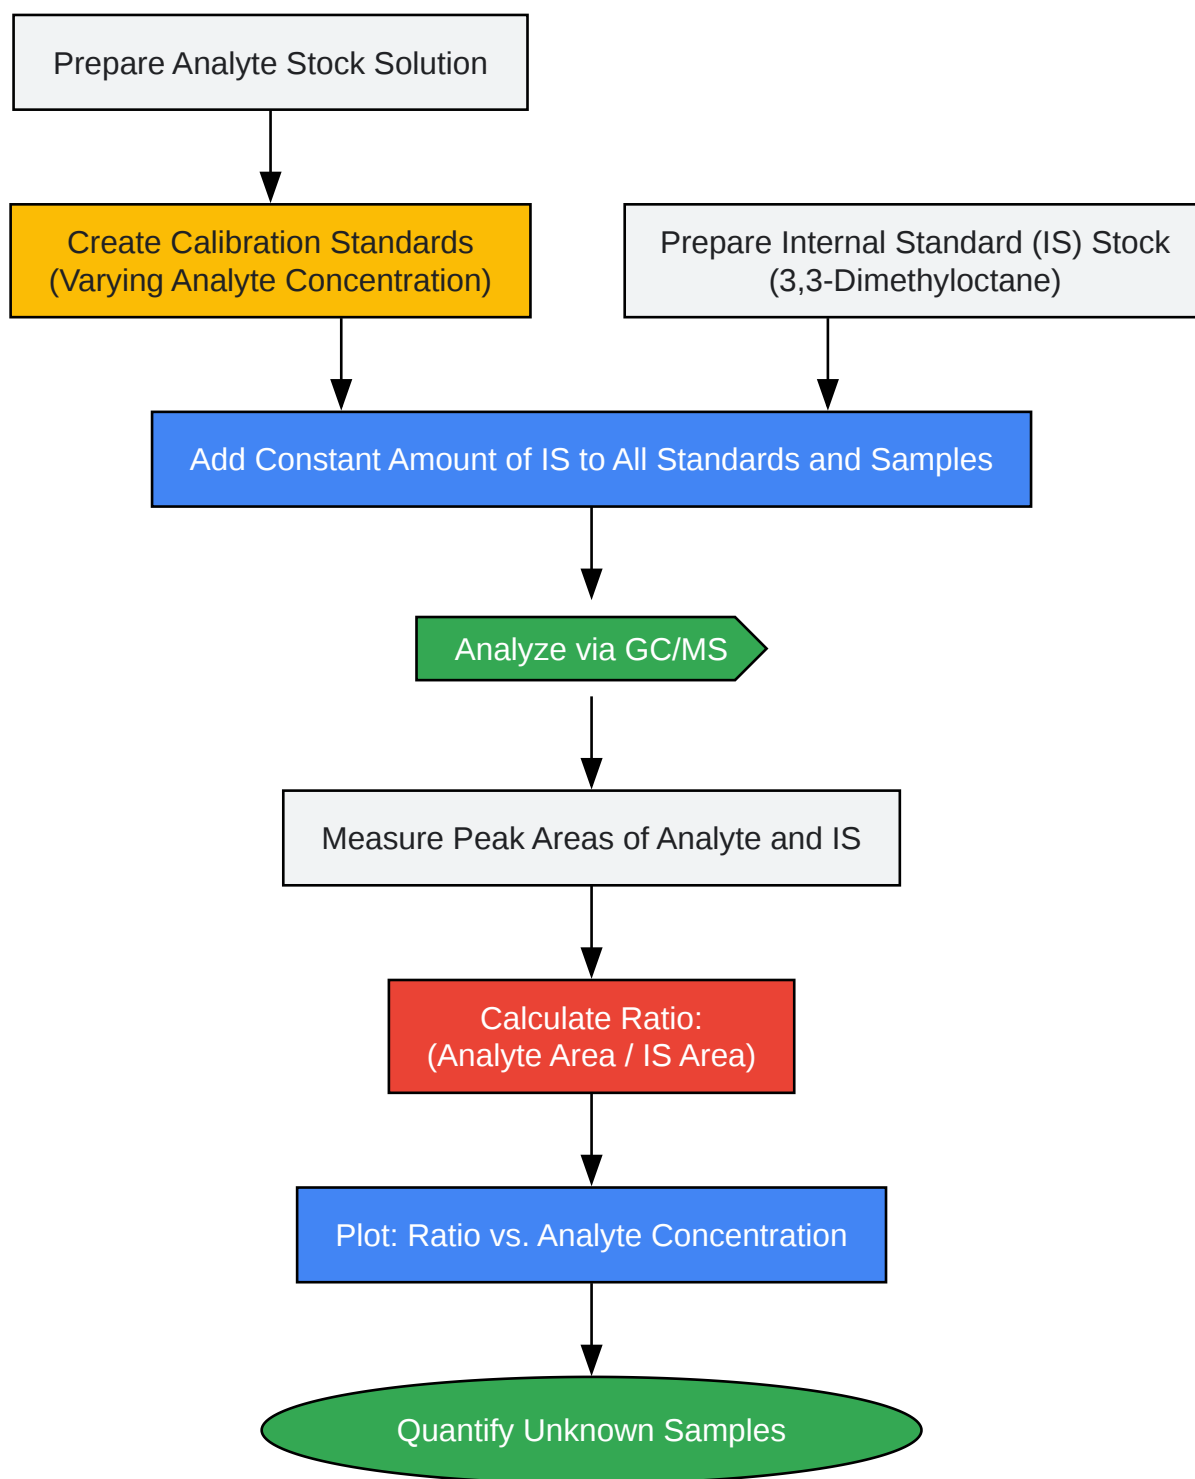 Prepare Analyte Stock Solution
Create Calibration Standards
(Varying Analyte Concentration)
Prepare Internal Standard (IS) Stock
(3,3-Dimethyloctane)
Add Constant Amount of IS to All Standards and Samples
Analyze via GC/MS
Measure Peak Areas of Analyte and IS
Calculate Ratio:
(Analyte Area / IS Area)
Plot: Ratio vs. Analyte Concentration
Quantify Unknown Samples